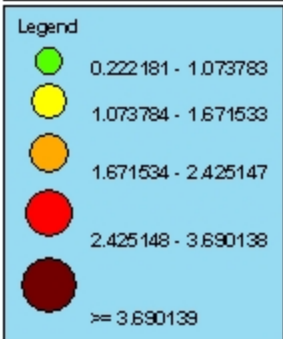 Legend
0.222181 - 1.073783
1.073784 - 1.671533
1.671534 - 2.425147
2.425148 - 3.690138
>= 3.690139